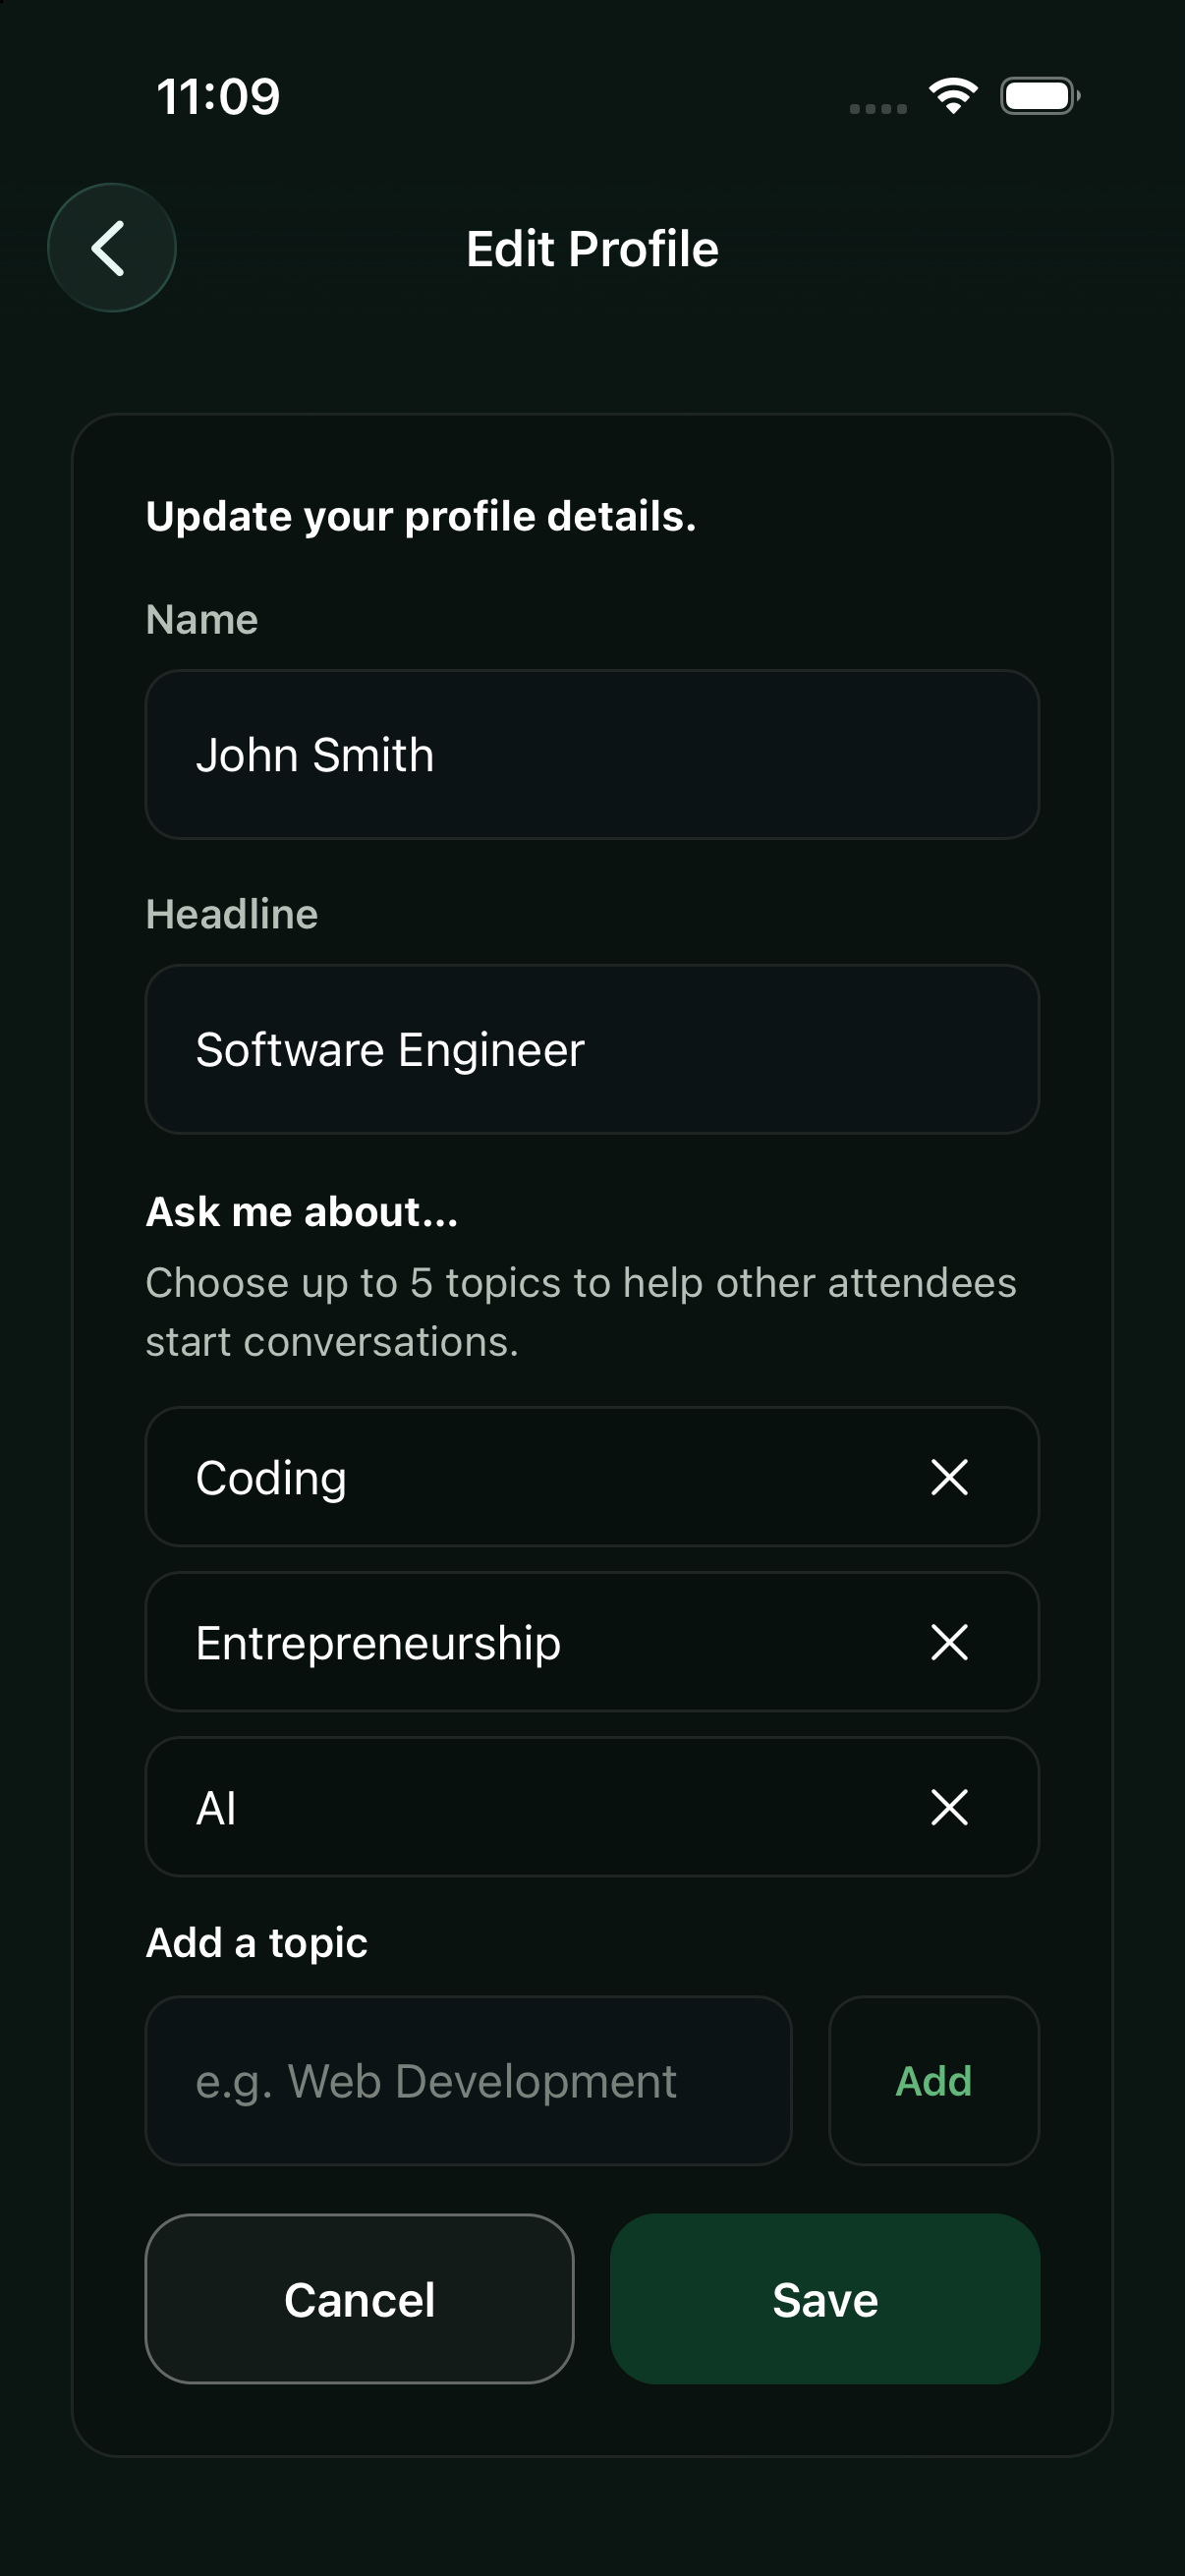 11:09
Edit Profile
Update your profile details.
Name
John Smith
Headline
Software Engineer
Ask me about...
Choose up to 5 topics to help other attendees
start conversations.
Coding
Entrepreneurship
AI
Add a topic
e.g. Web Development
Add
Cancel
Save